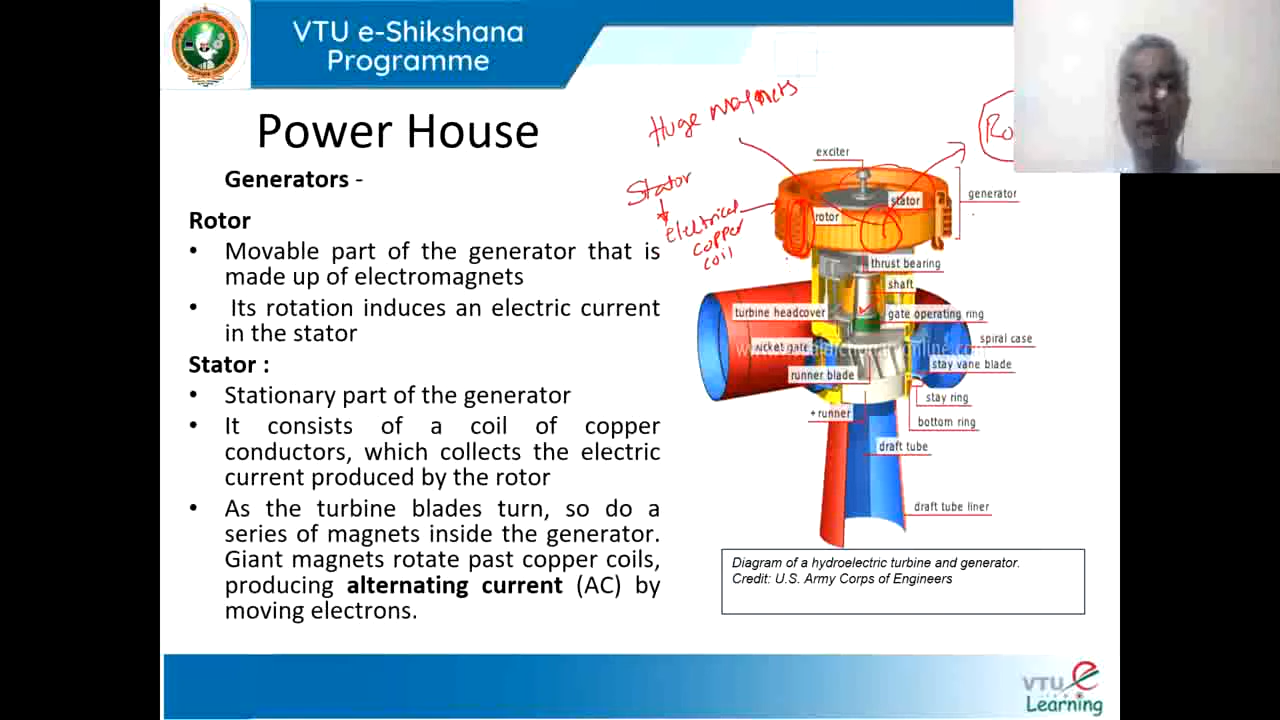 VTU e-Shikshana
Programme
Power House
Generators -
Rotor
• Movable part of the generator that is
made up of electromagnets
• Its rotation induces an electric current
in the stator
Stator :
• Stationary part of the generator
• It consists of a coil of copper
conductors, which collects the electric
current produced by the rotor
• As the turbine blades turn, so do a
series of magnets inside the generator.
Giant magnets rotate past copper coils,
producing alternating current (AC) by
moving electrons.
Huge magnets
Stator
electrical
copper
coil
exciter
generator
stator
rotor
thrust bearing
shaft
turbine headcover
gate operating ring
wicket gate
spiral case
stay vane blade
runner blade
stay ring
+runner
bottom ring
draft tube
draft tube liner
Diagram of a hydroelectric turbine and generator.
Credit: U.S. Army Corps of Engineers
VTU e
Learning